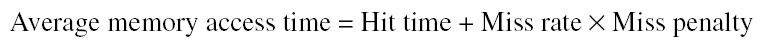 Average memory access time = Hit time + Miss rate × Miss penalty